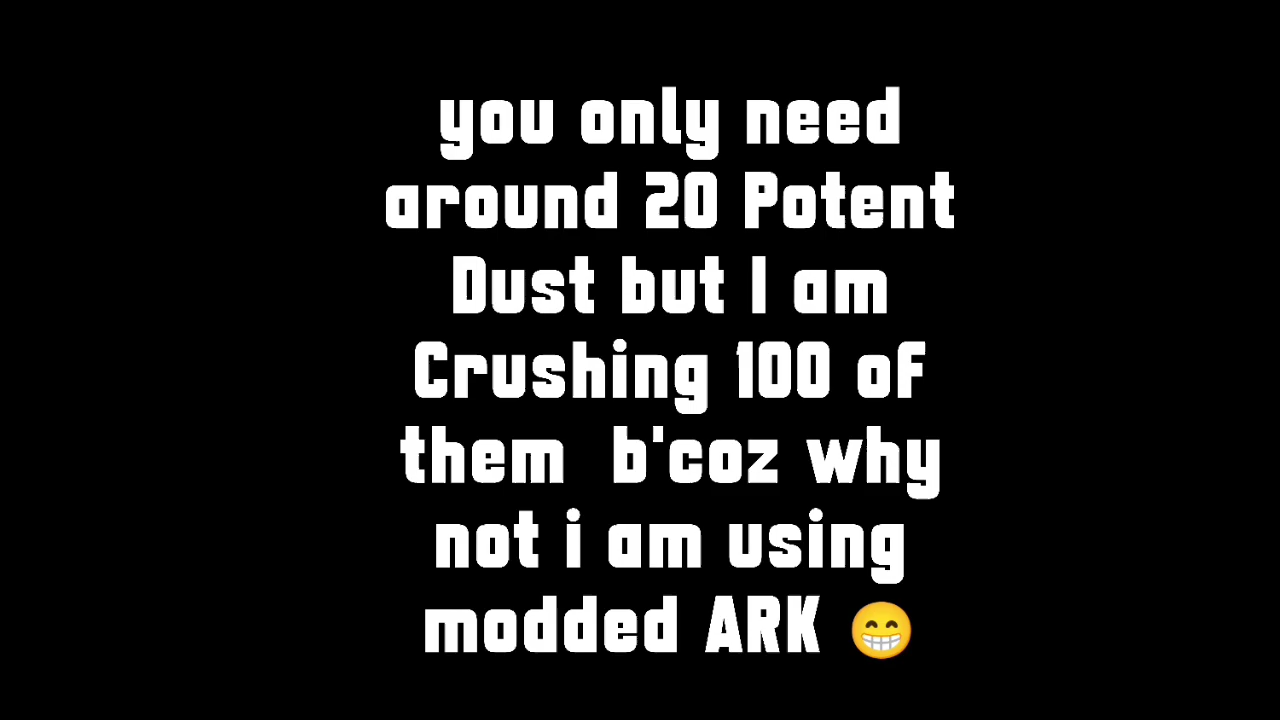 you only need
around 20 Potent
Dust but I am
Crushing 100 of
them  b'coz why
not i am using
modded ARK 😁